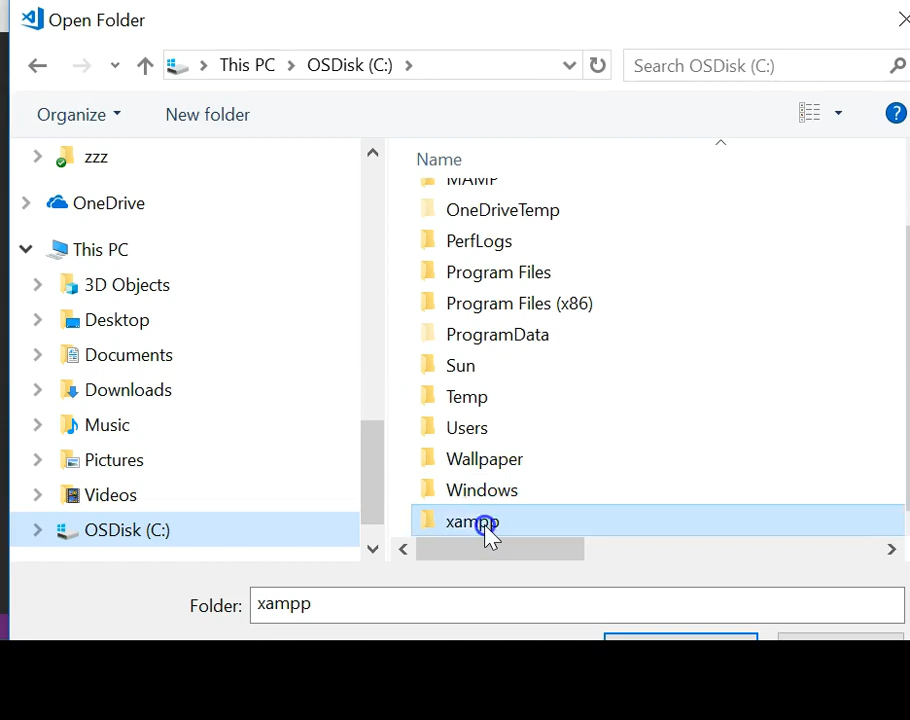 Open Folder
This PC
OSDisk (C:)
Search OSDisk (C:)
Organize
New folder
?
zzz
OneDrive
This PC
3D Objects
Desktop
Documents
Downloads
Music
Pictures
Videos
OSDisk (C:)
Name
MAMP
OneDriveTemp
PerfLogs
Program Files
Program Files (x86)
ProgramData
Sun
Temp
Users
Wallpaper
Windows
xampp
Folder:
xampp